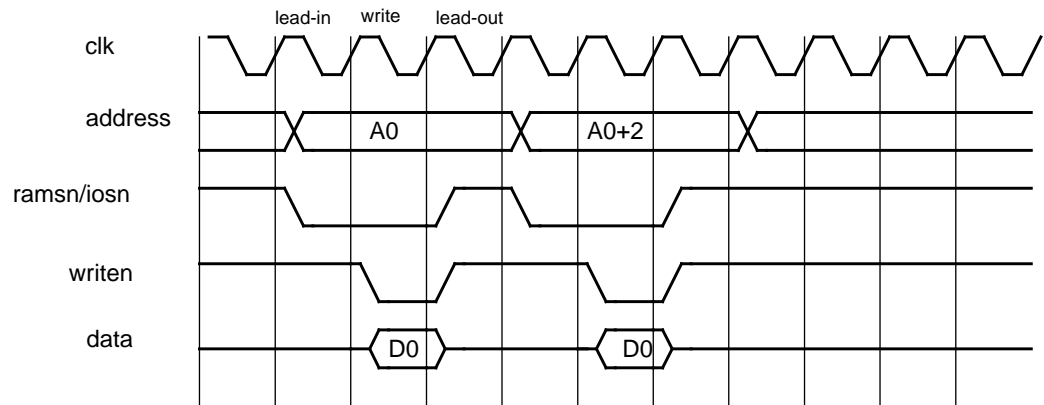 lead-in write lead-out
clk
address A0 A0+2
ramsn/iosn
writen
data D0 D0